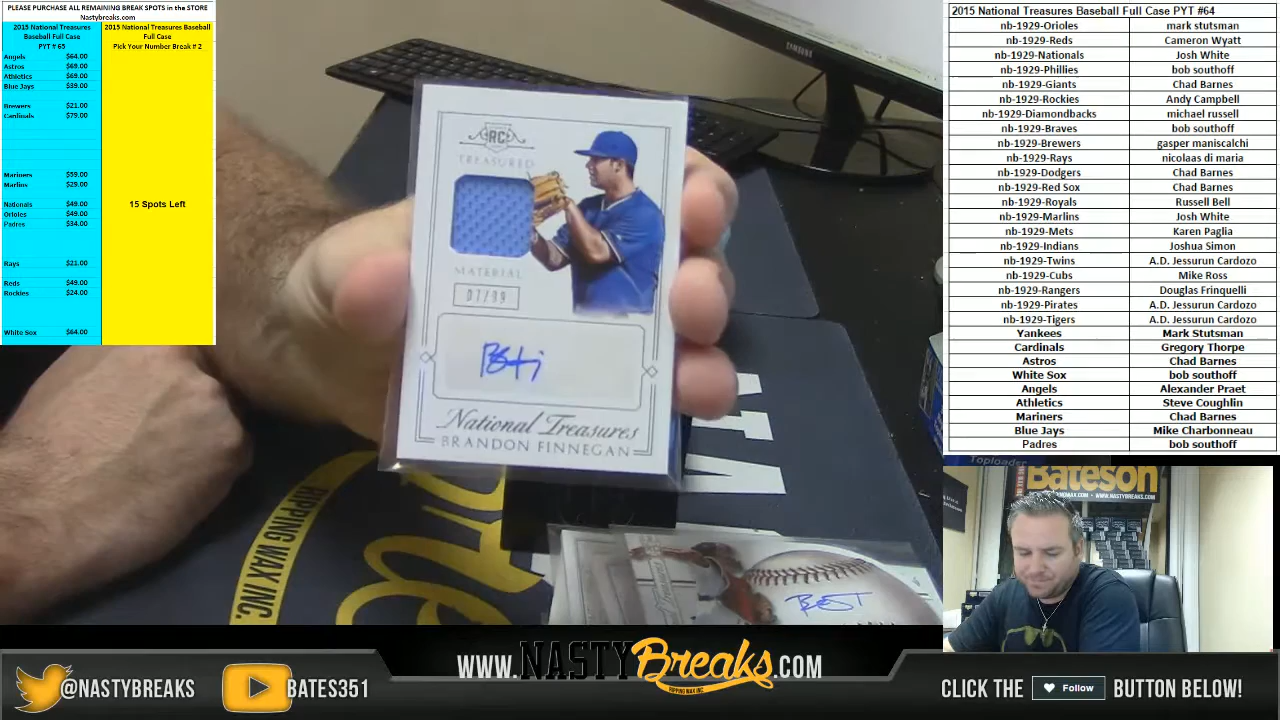 PLEASE PURCHASE ALL REMAINING BREAK SPOTS in the STORE
Nastybreaks.com
2015 National Treasures
Baseball Full Case
PYT # 65
Angels $64.00
Astros $69.00
Athletics $69.00
Blue Jays $39.00
Brewers $21.00
Cardinals $79.00
Mariners $59.00
Marlins $29.00
Nationals $49.00
Orioles $49.00
Padres $34.00
Rays $21.00
Reds $49.00
Rockies $24.00
White Sox $64.00
2015 National Treasures Baseball
Full Case
Pick Your Number Break # 2
15 Spots Left
RC
TREASURED
MATERIAL
07/99
National Treasures
BRANDON FINNEGAN
RIPPING WAX INC.
SAMSUNG
Toploader
2015 National Treasures Baseball Full Case PYT #64
nb-1929-Orioles mark stutsman
nb-1929-Reds Cameron Wyatt
nb-1929-Nationals Josh White
nb-1929-Phillies bob southoff
nb-1929-Giants Chad Barnes
nb-1929-Rockies Andy Campbell
nb-1929-Diamondbacks michael russell
nb-1929-Braves bob southoff
nb-1929-Brewers gasper maniscalchi
nb-1929-Rays nicolaas di maria
nb-1929-Dodgers Chad Barnes
nb-1929-Red Sox Chad Barnes
nb-1929-Royals Russell Bell
nb-1929-Marlins Josh White
nb-1929-Mets Karen Paglia
nb-1929-Indians Joshua Simon
nb-1929-Twins A.D. Jessurun Cardozo
nb-1929-Cubs Mike Ross
nb-1929-Rangers Douglas Frinquelli
nb-1929-Pirates A.D. Jessurun Cardozo
nb-1929-Tigers A.D. Jessurun Cardozo
Yankees Mark Stutsman
Cardinals Gregory Thorpe
Astros Chad Barnes
White Sox bob southoff
Angels Alexander Praet
Athletics Steve Coughlin
Mariners Chad Barnes
Blue Jays Mike Charbonneau
Padres bob southoff
Bateson
@NASTYBREAKS
BATES351
WWW.NASTYBreaks.COM
RIPPING WAX INC
CLICK THE Follow BUTTON BELOW!